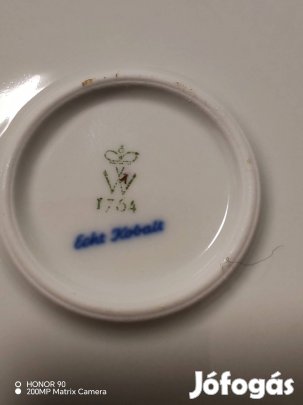 W
1764
Echt Kobalt
HONOR 90
200MP Matrix Camera
Jófogás